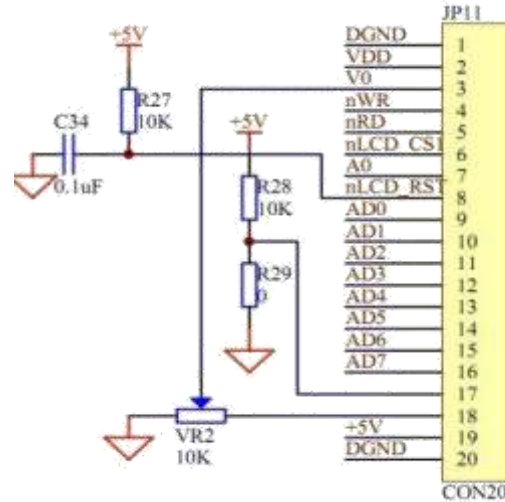 JP11
DGND 1
VDD 2
V0 3
nWR 4
nRD 5
nLCD_CS1 6
A0 7
nLCD_RST 8
AD0 9
AD1 10
AD2 11
AD3 12
AD4 13
AD5 14
AD6 15
AD7 16
17
18
+5V 19
DGND 20
CON20
+5V
R27
10K
C34
0.1uF
+5V
R28
10K
R29
0
VR2
10K